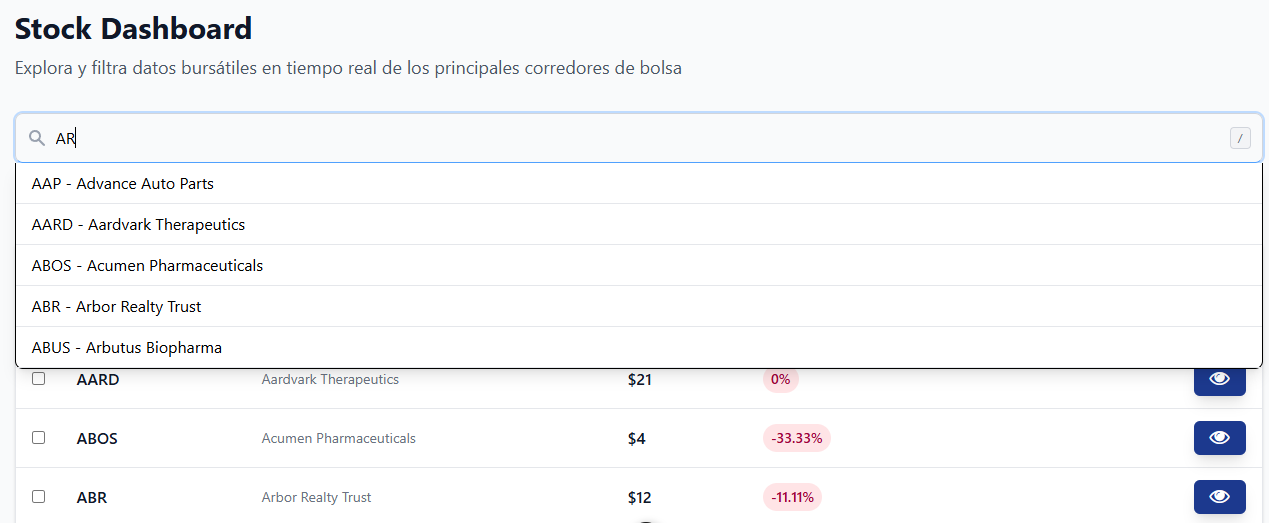 Stock Dashboard
Explora y filtra datos bursátiles en tiempo real de los principales corredores de bolsa
AR /
AAP - Advance Auto Parts
AARD - Aardvark Therapeutics
ABOS - Acumen Pharmaceuticals
ABR - Arbor Realty Trust
ABUS - Arbutus Biopharma
AARD Aardvark Therapeutics $21 0%
ABOS Acumen Pharmaceuticals $4 -33.33%
ABR Arbor Realty Trust $12 -11.11%